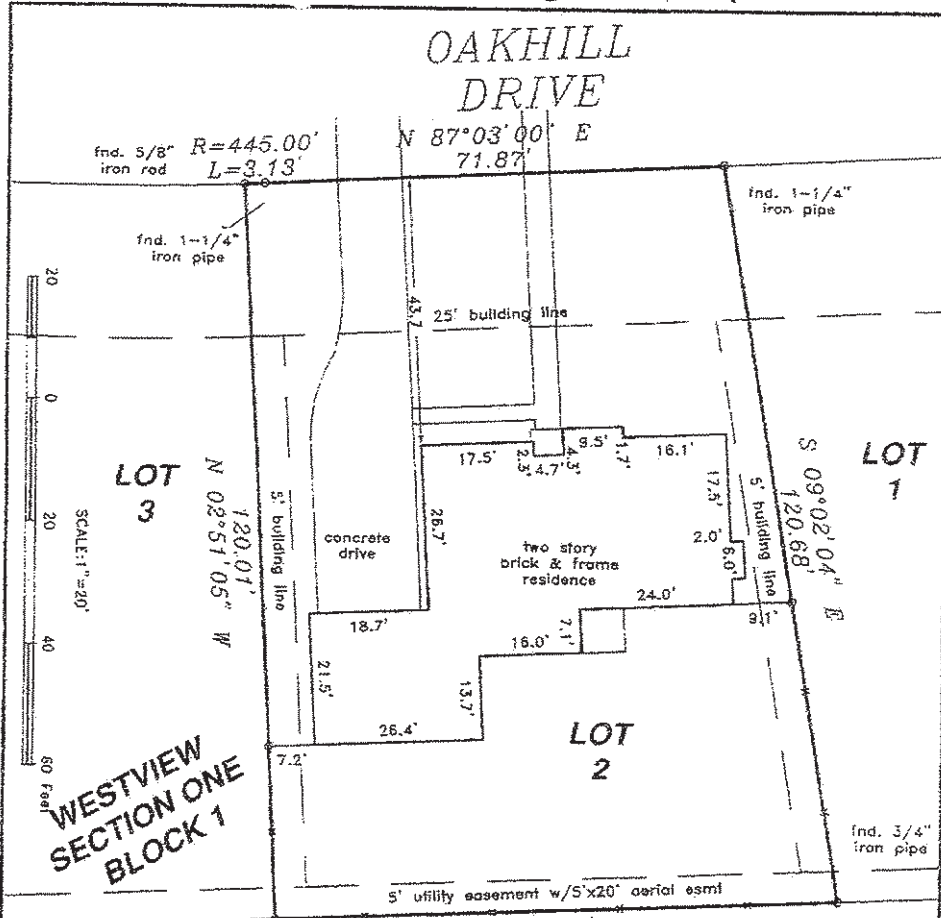 OAKHILL
DRIVE
N 87°03'00" E
71.87'
fnd. 5/8"
iron rod
R=445.00'
L=3.13'
fnd. 1-1/4"
iron pipe
fnd. 1-1/4"
iron pipe
43.7
25' building line
20
0
20
40
60 Feet
SCALE: 1"=20'
LOT
3
N 02°51'05" W
120.01'
5' building line
concrete
drive
17.5'
2.3'
4.7'
4.3'
9.5'
1.7'
16.1'
17.5'
2.0'
6.0'
5' building line
S 09°02'04" E
120.68'
LOT
1
26.7'
two story
brick & frame
residence
24.0'
9.1'
18.7'
21.5'
16.0'
7.1'
13.7'
26.4'
7.2'
LOT
2
WESTVIEW
SECTION ONE
BLOCK 1
fnd. 3/4"
iron pipe
5' utility easement w/5'x20' aerial esmt